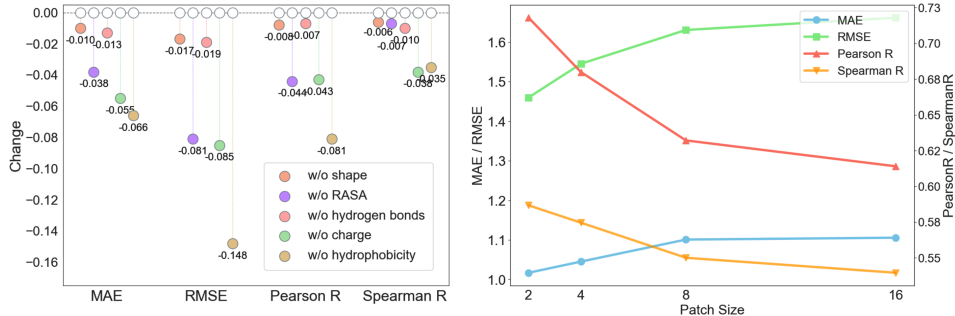 0.00
−0.02
−0.04
−0.06
−0.08
−0.10
−0.12
−0.14
−0.16
Change
-0.010
-0.038
-0.013
-0.055
-0.066
-0.017
-0.081
-0.019
-0.085
-0.148
-0.008
-0.044
-0.007
-0.043
-0.081
-0.006
-0.007
-0.010
-0.038
-0.035
w/o shape
w/o RASA
w/o hydrogen bonds
w/o charge
w/o hydrophobicity
MAE RMSE Pearson R Spearman R
1.6
1.5
1.4
1.3
1.2
1.1
1.0
MAE / RMSE
MAE
RMSE
Pearson R
Spearman R
0.73
0.70
0.68
0.65
0.62
0.60
0.58
0.55
PearsonR / SpearmanR
2 4 8 16
Patch Size